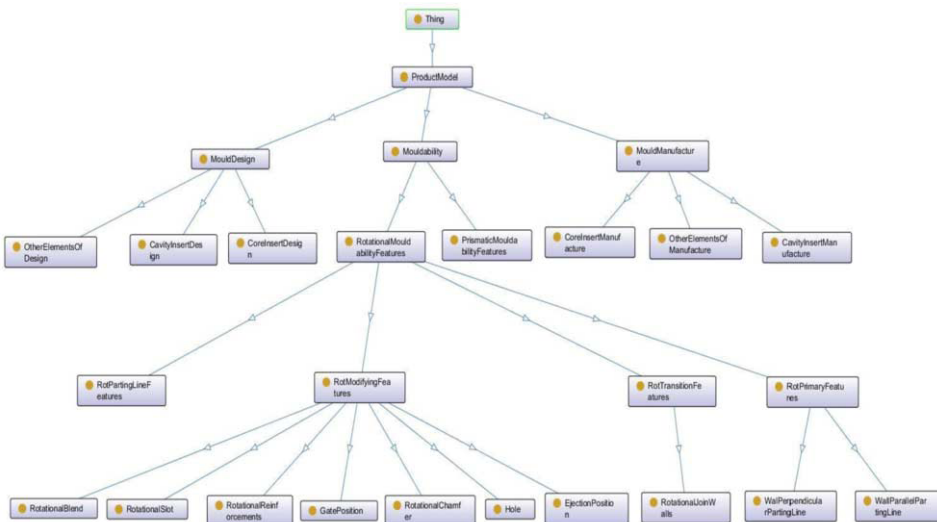 Thing
ProductModel
MouldDesign
Mouldability
MouldManufactur
e
OtherElementsOf
Design
CavityInsertDes
ign
CoreInsertDesig
n
RotationalMould
abilityFeatures
PrismaticMoulda
bilityFeatures
CoreInsertManuf
acture
OtherElementsOf
Manufacture
CavityInsertMan
ufacture
RotPartingLineF
eatures
RotModifyingFea
tures
RotTransitionFe
atures
RotPrimaryFeatu
res
RotationalBlend
RotationalSlot
RotationalReinf
orcements
GatePosition
RotationalChamf
er
Hole
EjectionPositio
n
RotationalJoinW
alls
WallPerpendicula
rPartingLine
WallParallelPar
tingLine